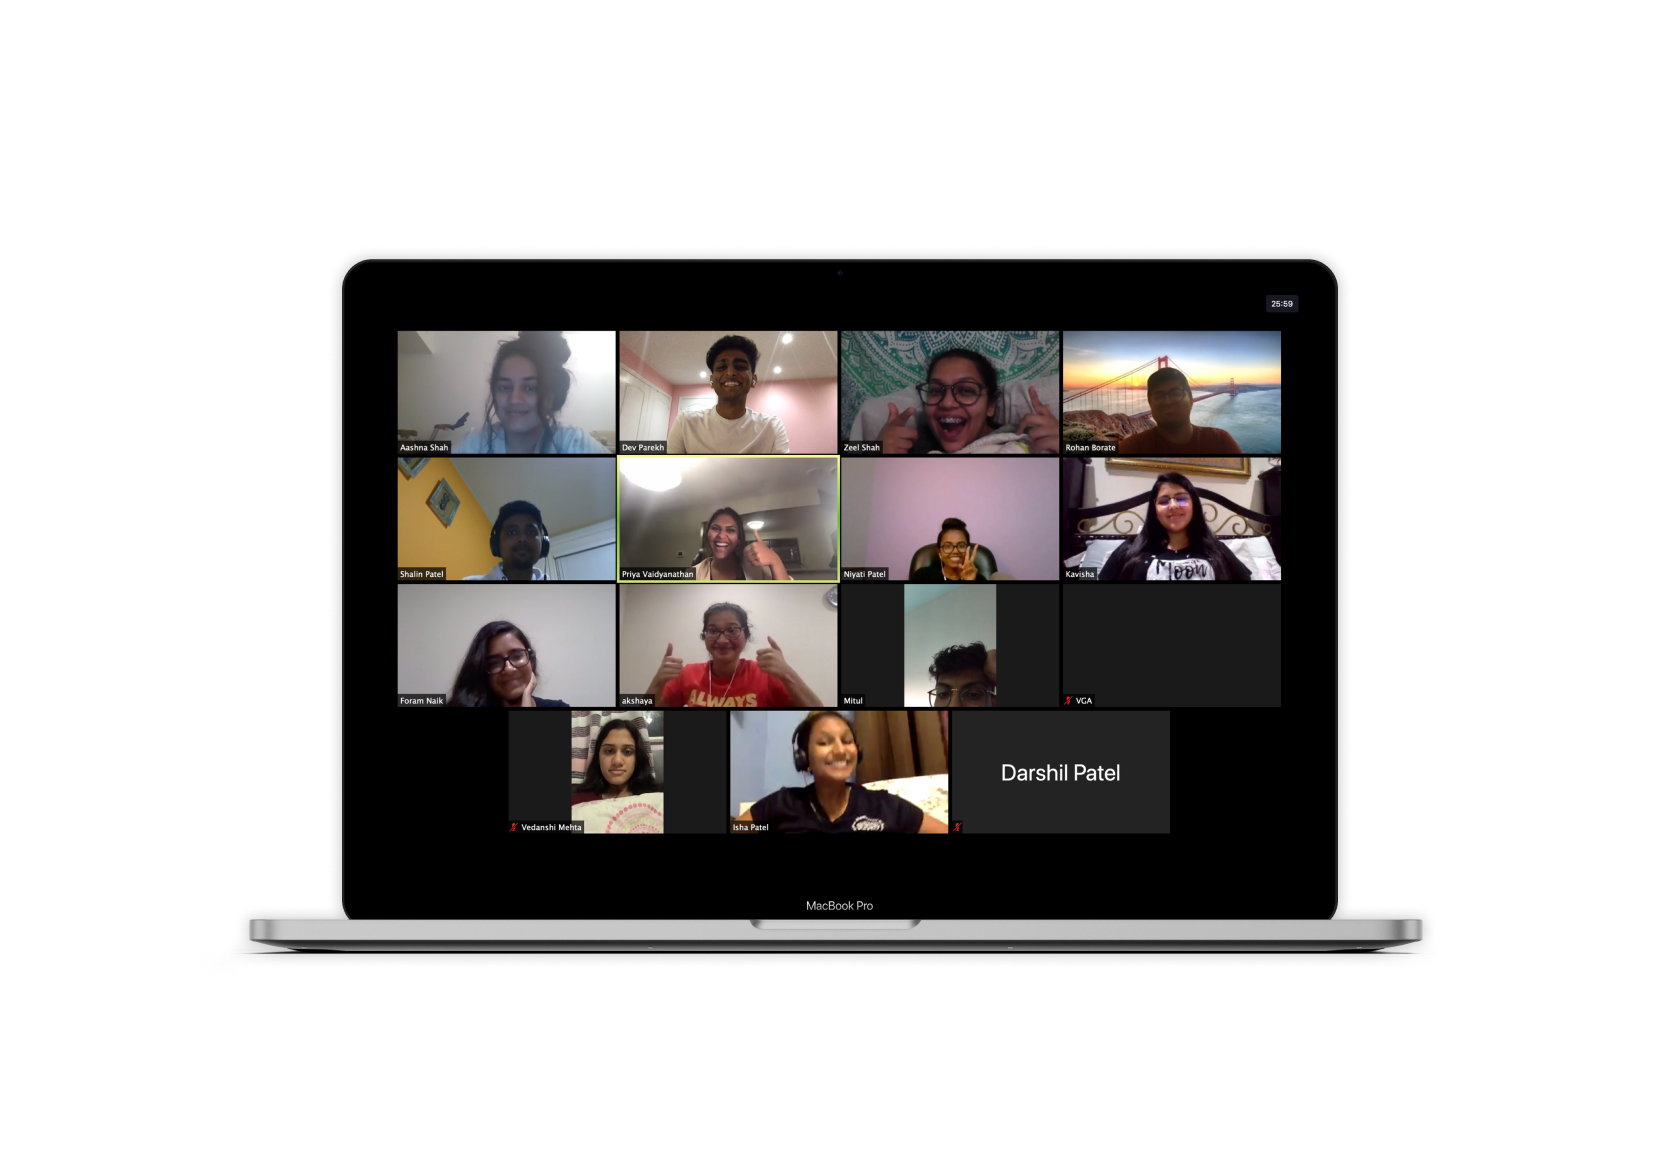 25:59
Aashna Shah
Dev Parekh
Zeel Shah
Rohan Borate
Shalin Patel
Priya Vaidyanathan
Niyati Patel
Kavisha
Moon
Foram Naik
akshaya
ALWAYS
Mitul
VGA
Vedanshi Mehta
Isha Patel
Darshil Patel
MacBook Pro